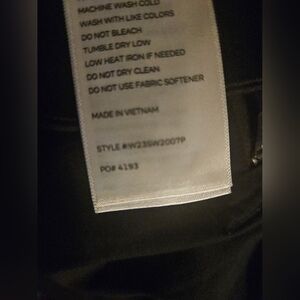 MACHINE WASH COLD
WASH WITH LIKE COLORS
DO NOT BLEACH
TUMBLE DRY LOW
LOW HEAT IRON IF NEEDED
DO NOT DRY CLEAN
DO NOT USE FABRIC SOFTENER
MADE IN VIETNAM
STYLE #:W23SW2007P
PO# 4193